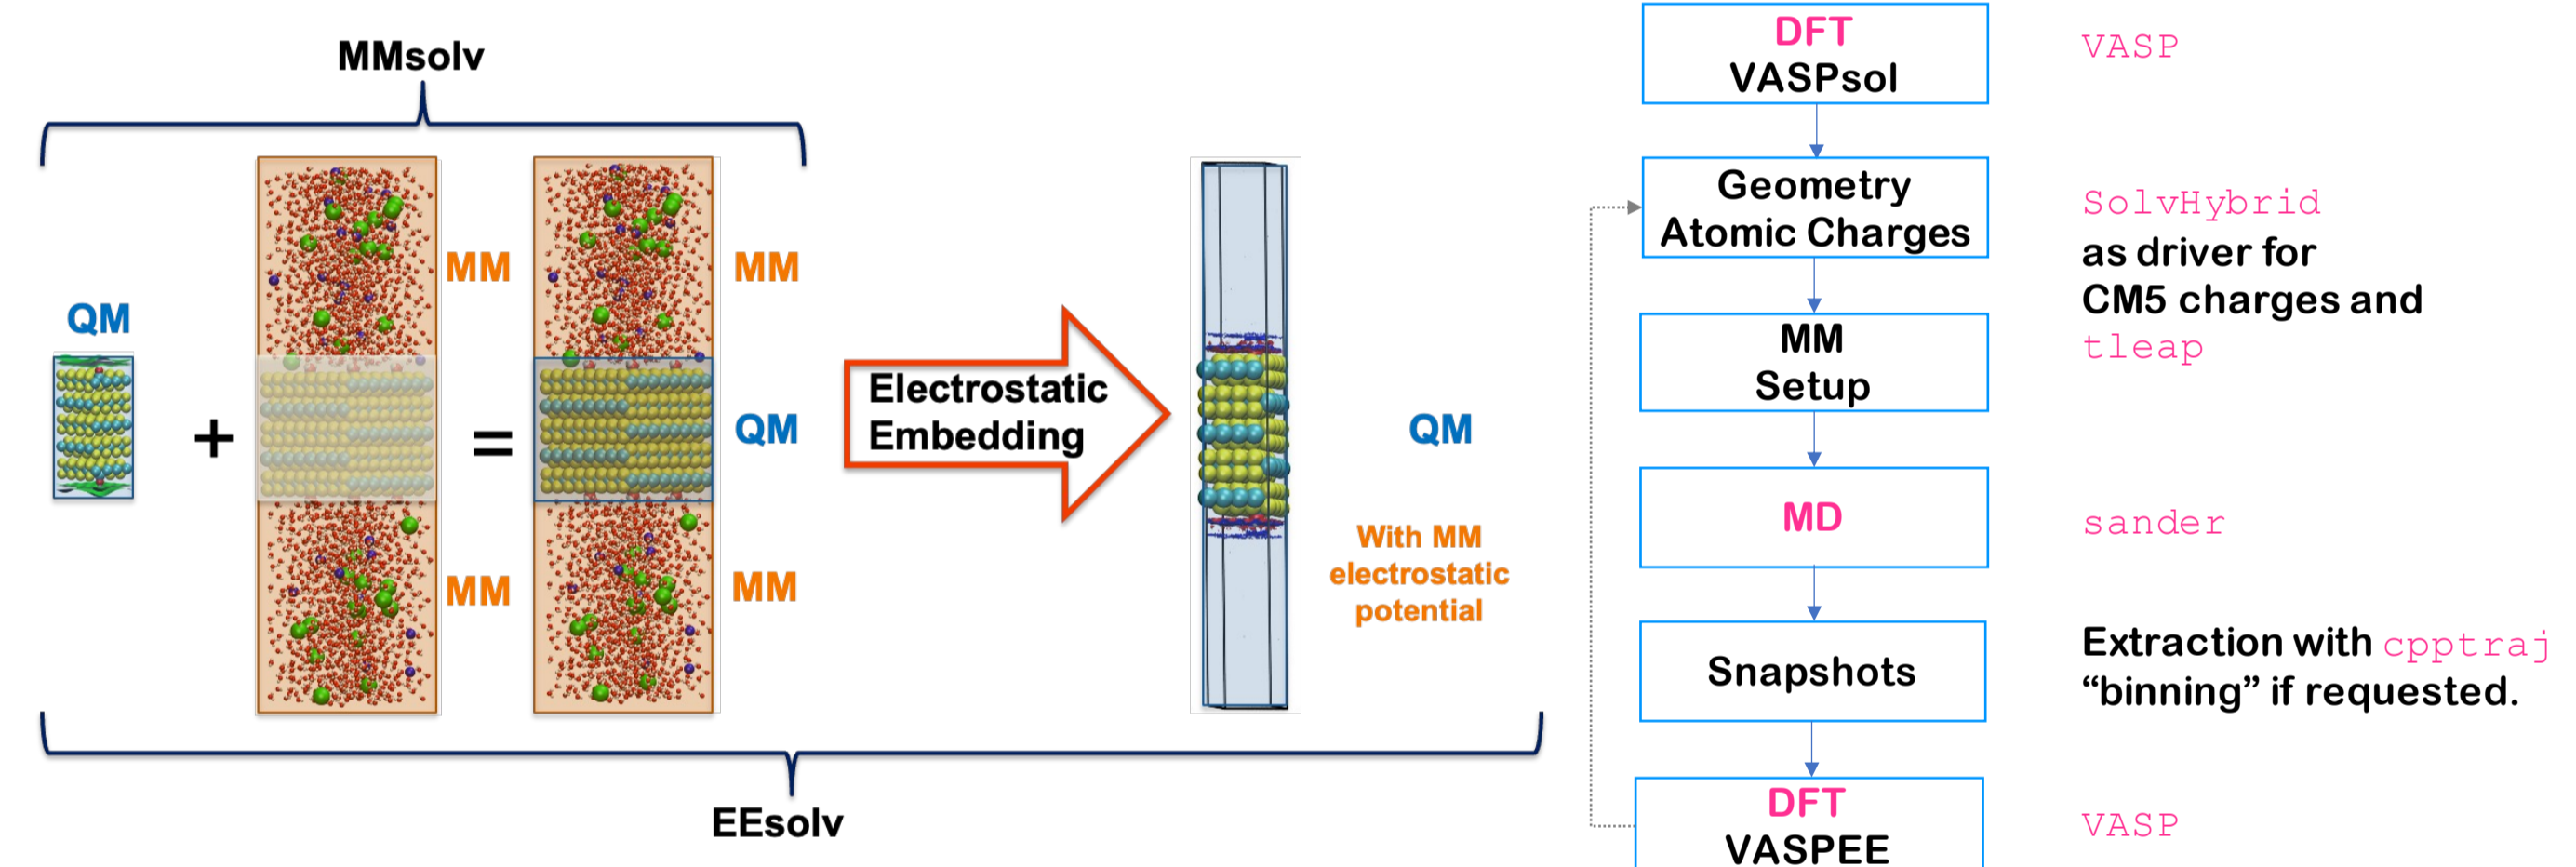 MMsolv
QM
+
MM
MM
=
MM
QM
MM
Electrostatic
Embedding
QM
With MM
electrostatic
potential
EEsolv
DFT
VASPsol
VASP
Geometry
Atomic Charges
SolvHybrid
as driver for
CM5 charges and
tleap
MM
Setup
MD
sander
Snapshots
Extraction with cpptraj
“binning” if requested.
DFT
VASPEE
VASP